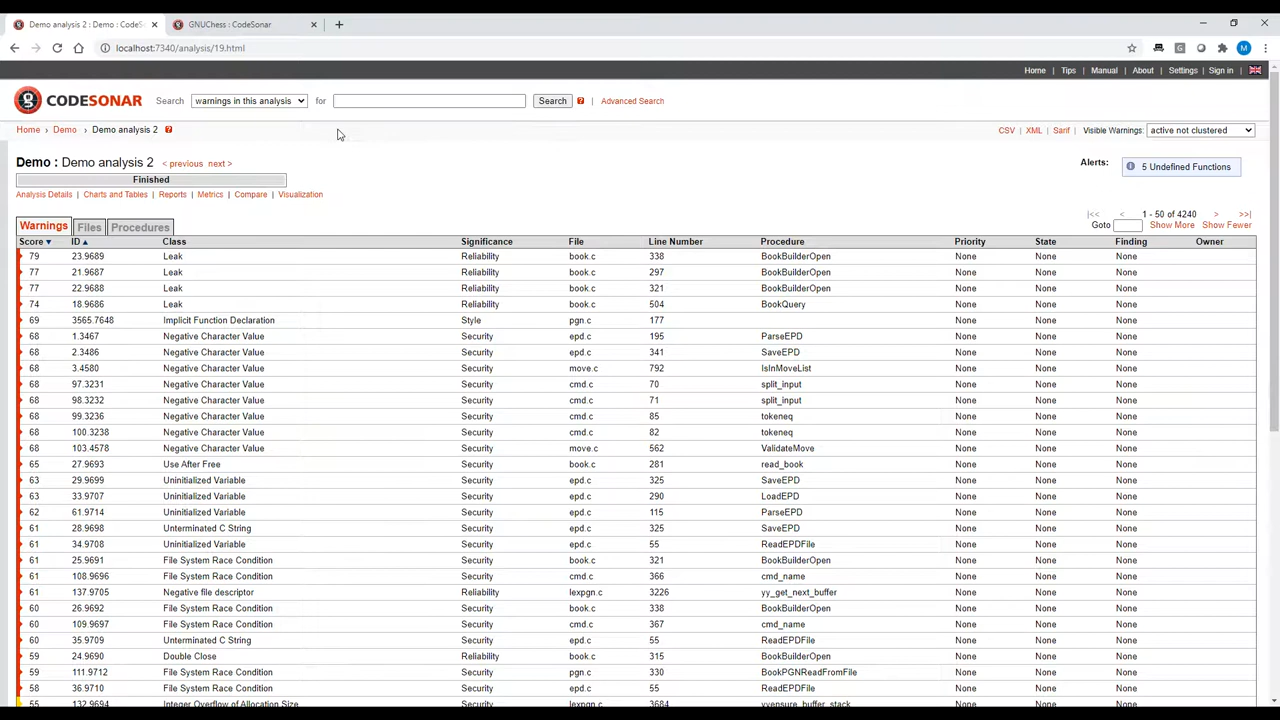 Demo analysis 2 : Demo : CodeS
GNUChess : CodeSonar
localhost:7340/analysis/19.html
M
Home | Tips | Manual | About | Settings | Sign in |
CODESONAR Search warnings in this analysis for Search | Advanced Search
Home › Demo › Demo analysis 2
CSV | XML | Sarif | Visible Warnings: active not clustered
Demo : Demo analysis 2 < previous next >
Alerts: 5 Undefined Functions
Finished
Analysis Details | Charts and Tables | Reports | Metrics | Compare | Visualization
Warnings Files Procedures
|<< < 1 - 50 of 4240 > >>|
Goto Show More | Show Fewer
Score ID Class Significance File Line Number Procedure Priority State Finding Owner
79 23.9689 Leak Reliability book.c 338 BookBuilderOpen None None None
77 21.9687 Leak Reliability book.c 297 BookBuilderOpen None None None
77 22.9688 Leak Reliability book.c 321 BookBuilderOpen None None None
74 18.9686 Leak Reliability book.c 504 BookQuery None None None
69 3565.7648 Implicit Function Declaration Style pgn.c 177 None None None
68 1.3467 Negative Character Value Security epd.c 195 ParseEPD None None None
68 2.3486 Negative Character Value Security epd.c 341 SaveEPD None None None
68 3.4580 Negative Character Value Security move.c 792 IsInMoveList None None None
68 97.3231 Negative Character Value Security cmd.c 70 split_input None None None
68 98.3232 Negative Character Value Security cmd.c 71 split_input None None None
68 99.3236 Negative Character Value Security cmd.c 85 tokeneq None None None
68 100.3238 Negative Character Value Security cmd.c 82 tokeneq None None None
68 103.4578 Negative Character Value Security move.c 562 ValidateMove None None None
65 27.9693 Use After Free Security book.c 281 read_book None None None
63 29.9699 Uninitialized Variable Security epd.c 325 SaveEPD None None None
63 33.9707 Uninitialized Variable Security epd.c 290 LoadEPD None None None
62 61.9714 Uninitialized Variable Security epd.c 115 ParseEPD None None None
61 28.9698 Unterminated C String Security epd.c 325 SaveEPD None None None
61 34.9708 Uninitialized Variable Security epd.c 55 ReadEPDFile None None None
61 25.9691 File System Race Condition Security book.c 321 BookBuilderOpen None None None
61 108.9696 File System Race Condition Security cmd.c 366 cmd_name None None None
61 137.9705 Negative file descriptor Reliability lexpgn.c 3226 yy_get_next_buffer None None None
60 26.9692 File System Race Condition Security book.c 338 BookBuilderOpen None None None
60 109.9697 File System Race Condition Security cmd.c 367 cmd_name None None None
60 35.9709 Unterminated C String Security epd.c 55 ReadEPDFile None None None
59 24.9690 Double Close Reliability book.c 315 BookBuilderOpen None None None
59 111.9712 File System Race Condition Security pgn.c 330 BookPGNReadFromFile None None None
58 36.9710 File System Race Condition Security epd.c 55 ReadEPDFile None None None
55 132.9694 Integer Overflow of Allocation Size Security lexpgn.c 3684 yyensure_buffer_stack None None None